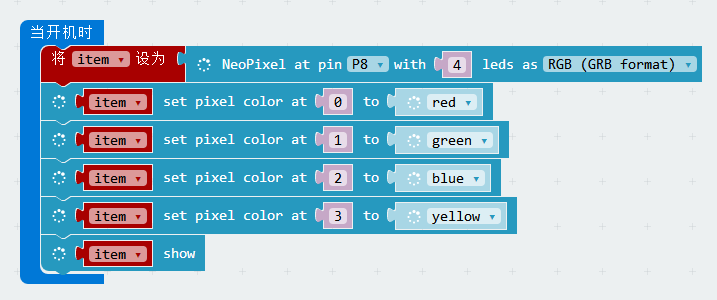 当开机时
将 item 设为 NeoPixel at pin P8 with 4 leds as RGB (GRB format)
item set pixel color at 0 to red
item set pixel color at 1 to green
item set pixel color at 2 to blue
item set pixel color at 3 to yellow
item show